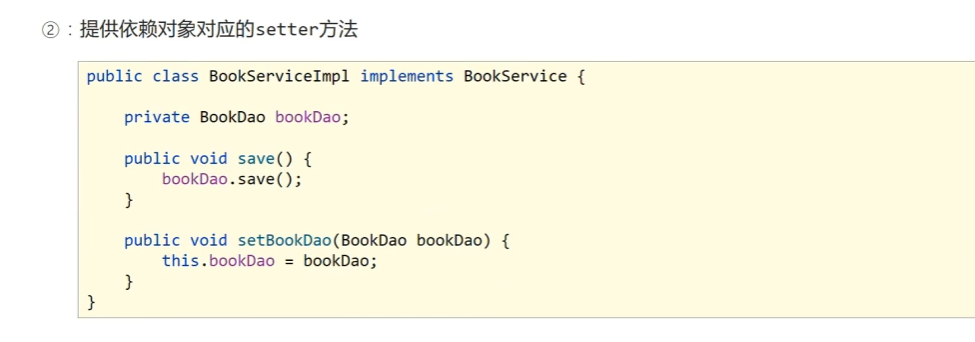 ②：提供依赖对象对应的setter方法
public class BookServiceImpl implements BookService {
    private BookDao bookDao;
    public void save() {
        bookDao.save();
    }
    public void setBookDao(BookDao bookDao) {
        this.bookDao = bookDao;
    }
}